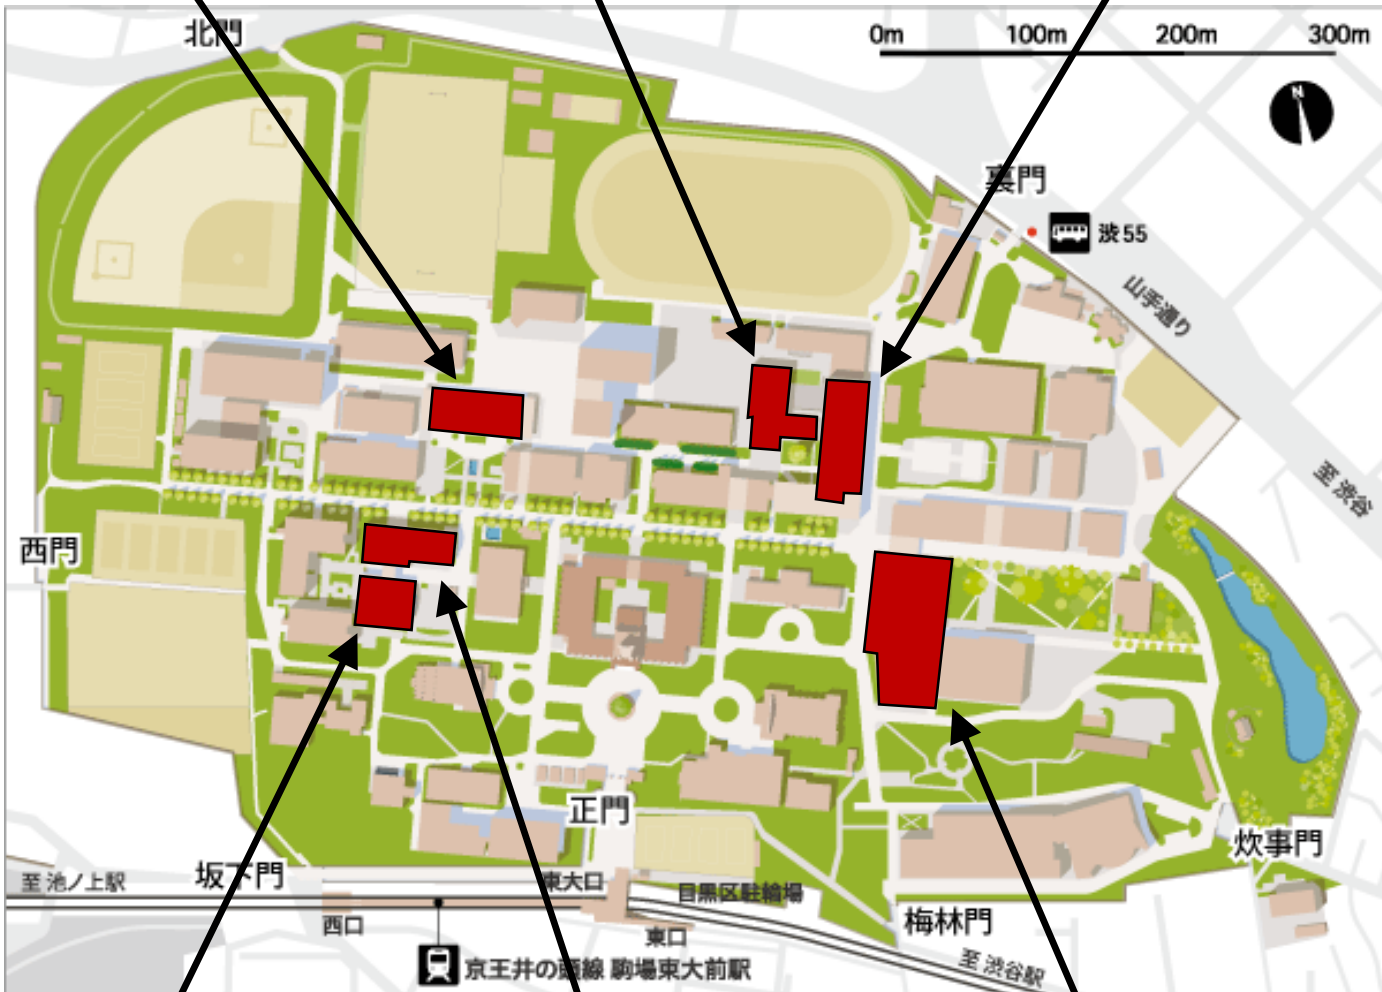 北門
0m 100m 200m 300m
N
裏門
渋55
山手通り
至 渋谷
西門
正門
炊事門
至 池ノ上駅
坂下門
東大口
目黒区駐輪場
梅林門
西口
東口
至 渋谷駅
京王井の頭線 駒場東大前駅